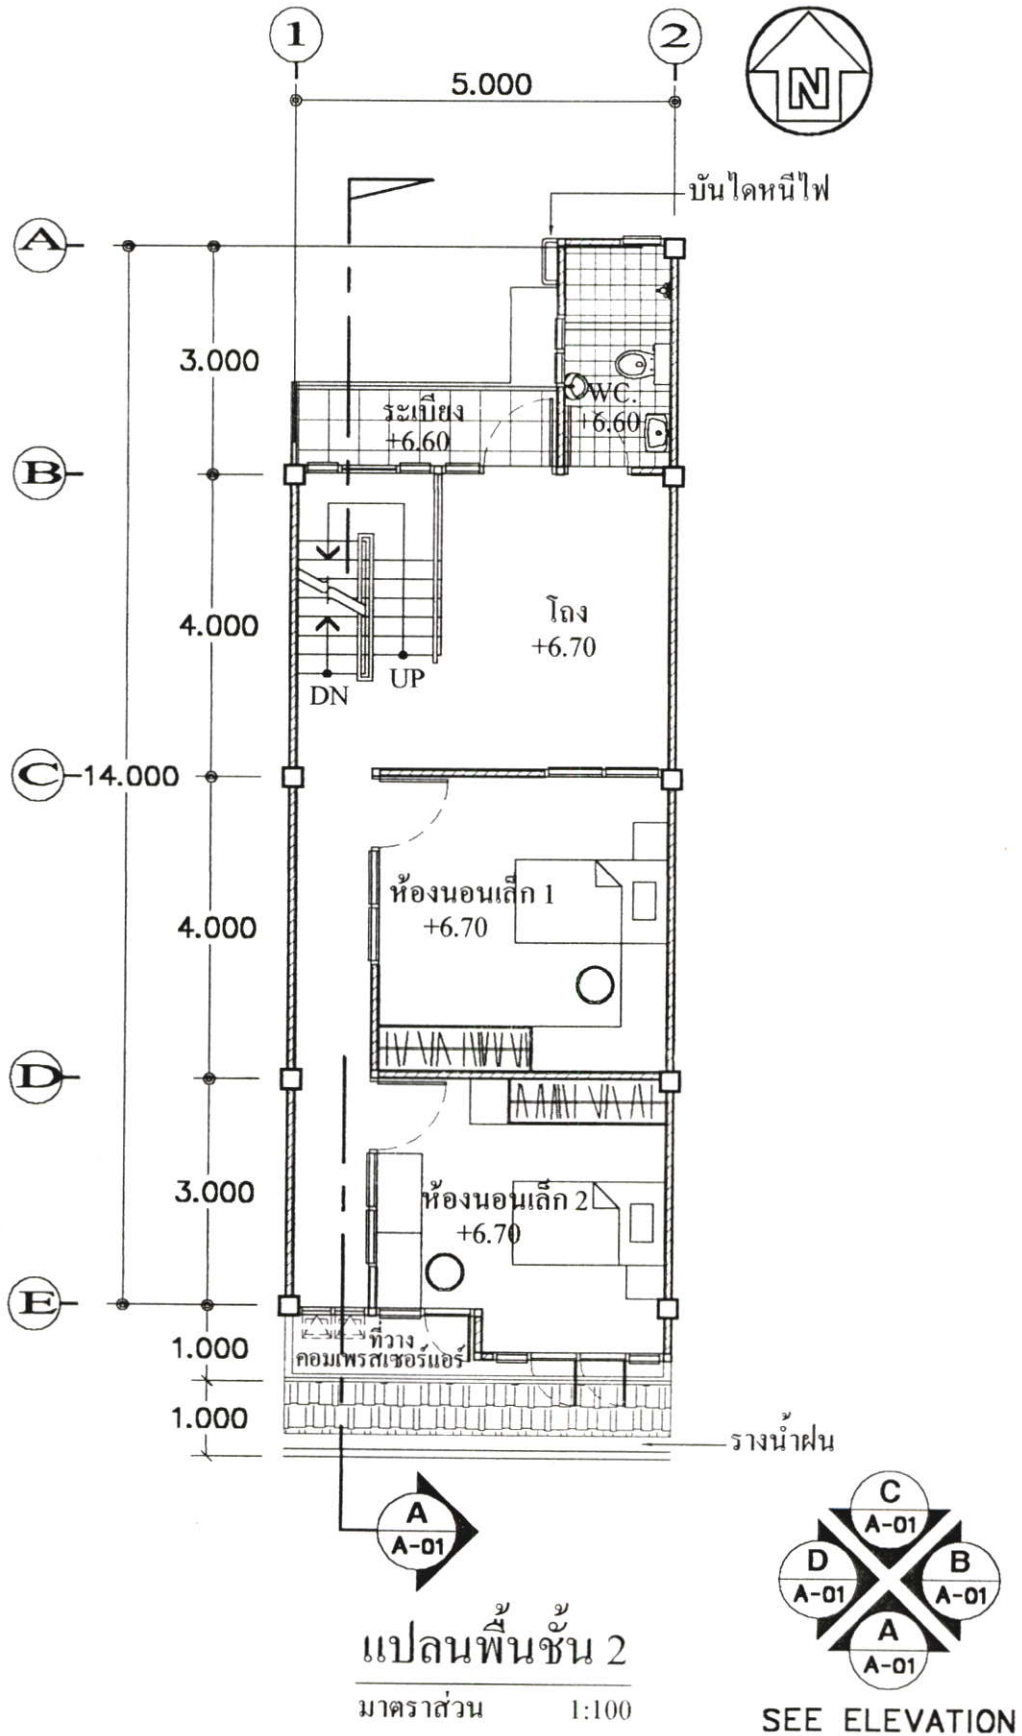 1
2
N
5.000
บันไดหนีไฟ
A
3.000
WC.
+6.60
ระเบียง
+6.60
B
4.000
โถง
+6.70
UP
DN
C
14.000
4.000
ห้องนอนเล็ก 1
+6.70
D
3.000
ห้องนอนเล็ก 2
+6.70
E
1.000
ที่วาง
คอมเพรสเซอร์แอร์
1.000
รางน้ำฝน
A
A-01
C
A-01
D
A-01
B
A-01
A
A-01
แปลนพื้นชั้น 2
มาตราส่วน 1:100
SEE ELEVATION